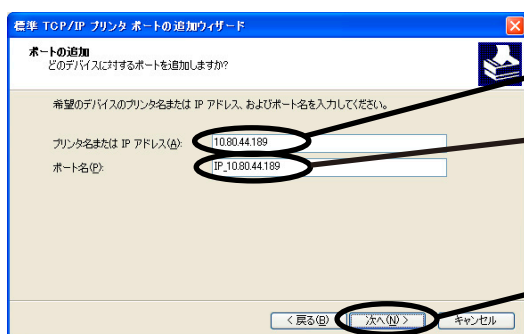 標準 TCP/IP プリンタ ポートの追加ウィザード
ポートの追加
どのデバイスに対するポートを追加しますか?
希望のデバイスのプリンタ名または IP アドレス、およびポート名を入力してください。
プリンタ名または IP アドレス(A): 10.80.44.189
ポート名(P): IP_10.80.44.189
< 戻る(B) 次へ(N) > キャンセル